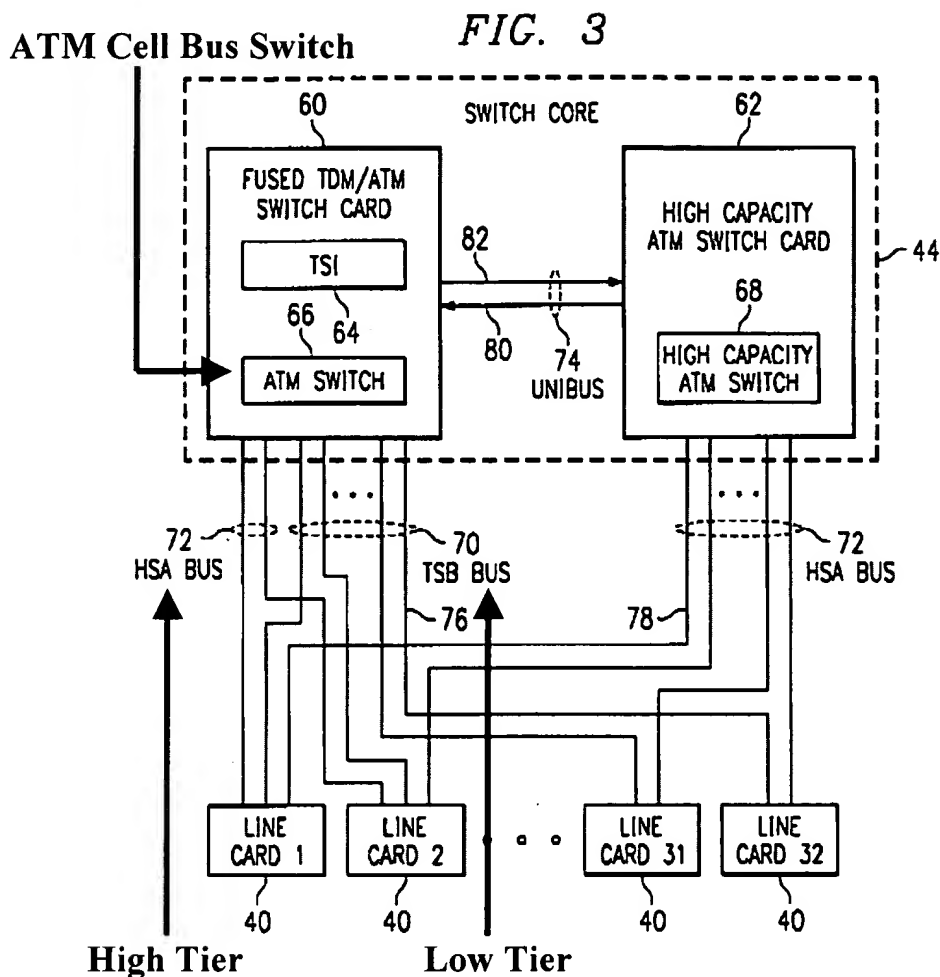 FIG. 3
ATM Cell Bus Switch
60
SWITCH CORE
62
FUSED TDM/ATM
SWITCH CARD
TSI
64
66
ATM SWITCH
82
80
74
UNIBUS
HIGH CAPACITY
ATM SWITCH CARD
68
HIGH CAPACITY
ATM SWITCH
44
72
HSA BUS
70
TSB BUS
76
78
72
HSA BUS
LINE
CARD 1
40
LINE
CARD 2
40
LINE
CARD 31
40
LINE
CARD 32
40
High Tier
Low Tier